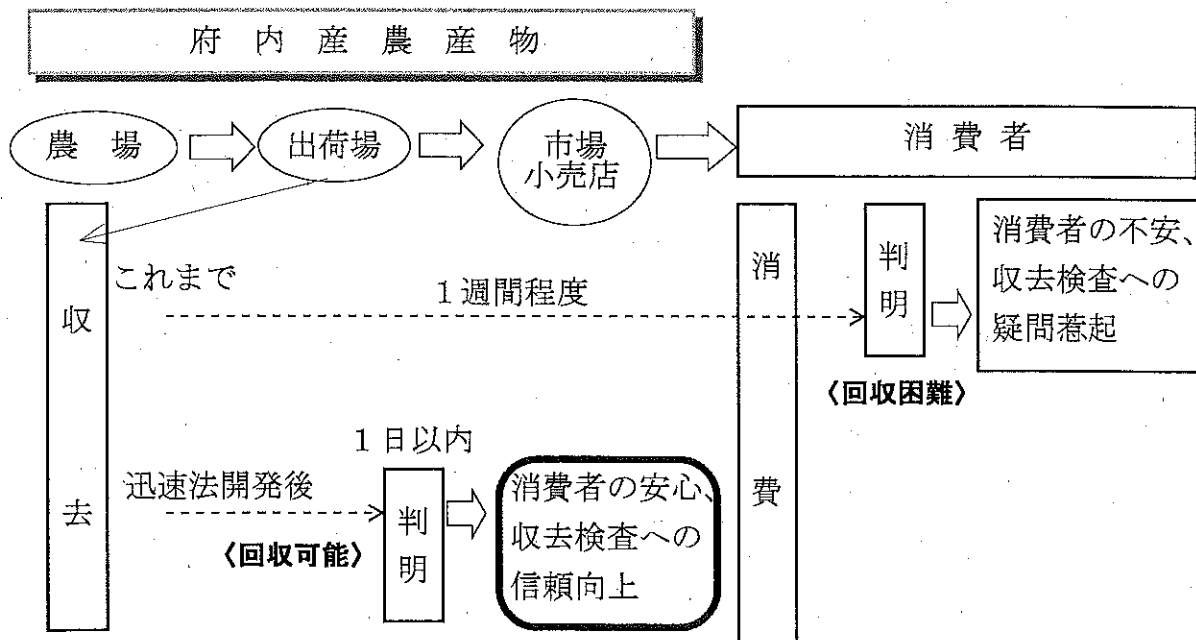 府内産農産物
農場
出荷場
市場
小売店
消費者
収去
これまで
1週間程度
消費
判明
消費者の不安、
収去検査への
疑問惹起
〈回収困難〉
1日以内
迅速法開発後
〈回収可能〉
判明
消費者の安心、
収去検査への
信頼向上